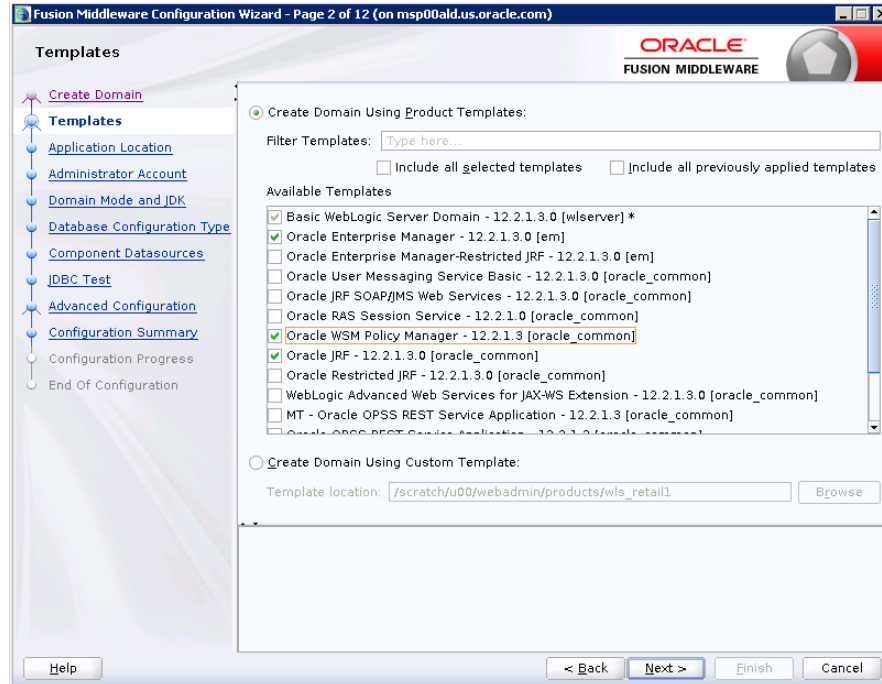 Fusion Middleware Configuration Wizard - Page 2 of 12 (on msp00ald.us.oracle.com)
Templates
ORACLE
FUSION MIDDLEWARE
Create Domain
Templates
Application Location
Administrator Account
Domain Mode and JDK
Database Configuration Type
Component Datasources
JDBC Test
Advanced Configuration
Configuration Summary
Configuration Progress
End Of Configuration
Create Domain Using Product Templates:
Filter Templates: Type here...
Include all selected templates Include all previously applied templates
Available Templates
Basic WebLogic Server Domain - 12.2.1.3.0 [wlserver] *
Oracle Enterprise Manager - 12.2.1.3.0 [em]
Oracle Enterprise Manager-Restricted JRF - 12.2.1.3.0 [em]
Oracle User Messaging Service Basic - 12.2.1.3.0 [oracle_common]
Oracle JRF SOAP/JMS Web Services - 12.2.1.3.0 [oracle_common]
Oracle RAS Session Service - 12.2.1.0 [oracle_common]
Oracle WSM Policy Manager - 12.2.1.3 [oracle_common]
Oracle JRF - 12.2.1.3.0 [oracle_common]
Oracle Restricted JRF - 12.2.1.3.0 [oracle_common]
WebLogic Advanced Web Services for JAX-WS Extension - 12.2.1.3.0 [oracle_common]
MT - Oracle OPSS REST Service Application - 12.2.1.3 [oracle_common]
Oracle OPSS REST Service Application - 12.2.1.3 [oracle_common]
Create Domain Using Custom Template:
Template location: /scratch/u00/webadmin/products/wls_retail1 Browse
Help < Back Next > Finish Cancel